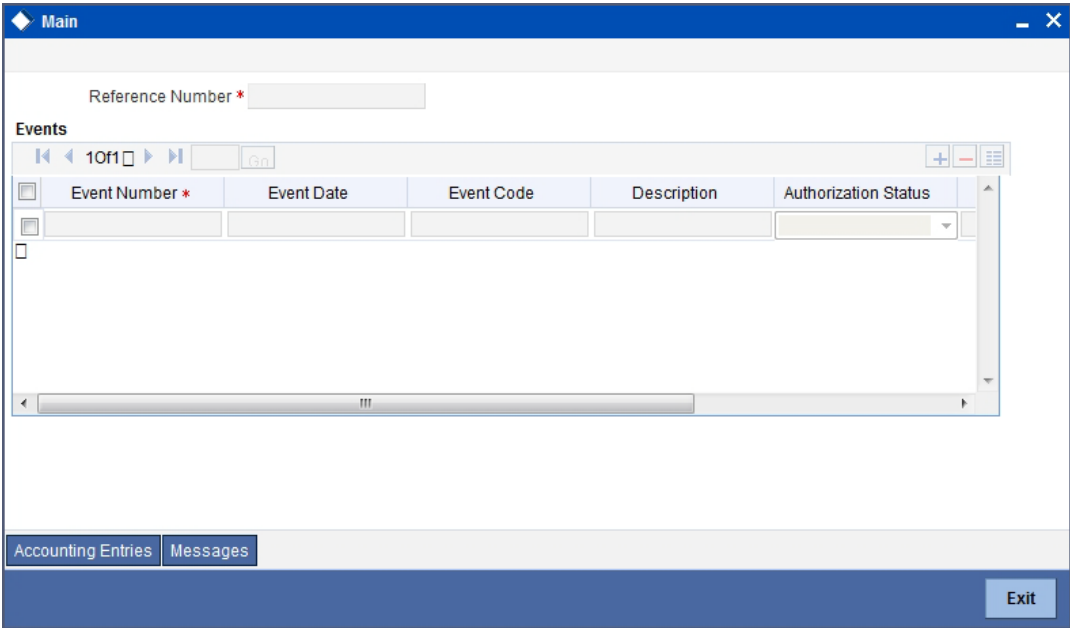 Main
Reference Number *
Events
1Of1 Go
Event Number * Event Date Event Code Description Authorization Status
Accounting Entries Messages
Exit